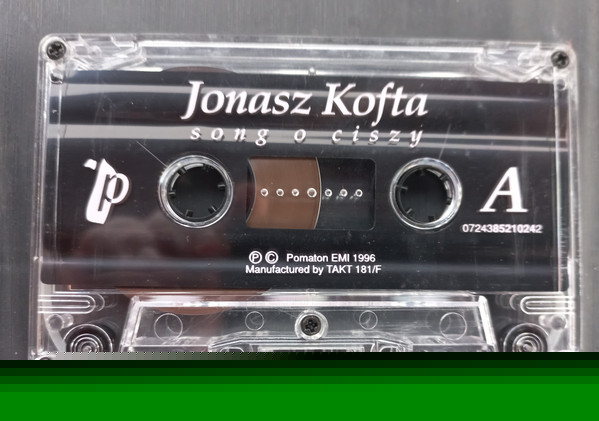 Jonasz Kofta
song o ciszy
p
A
0724385210242
℗ © Pomaton EMI 1996
Manufactured by TAKT 181/F